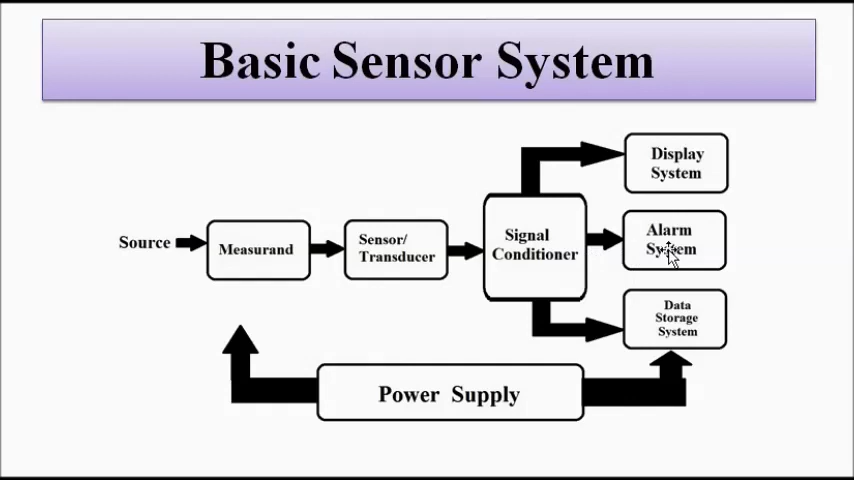 Basic Sensor System
Display
System
Source
Measurand
Sensor/
Transducer
Signal
Conditioner
Alarm
System
Data
Storage
System
Power Supply